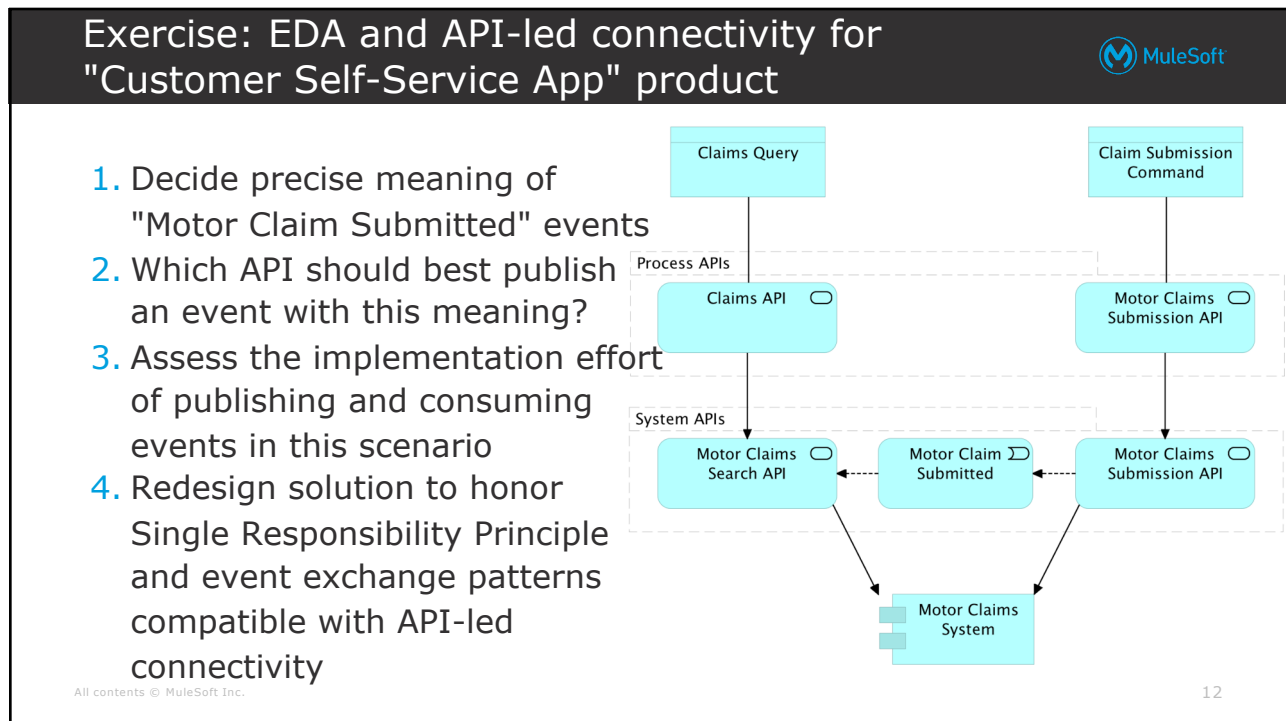 Exercise: EDA and API-led connectivity for
"Customer Self-Service App" product
MuleSoft
1. Decide precise meaning of
"Motor Claim Submitted" events
2. Which API should best publish
an event with this meaning?
3. Assess the implementation effort
of publishing and consuming
events in this scenario
4. Redesign solution to honor
Single Responsibility Principle
and event exchange patterns
compatible with API-led
connectivity
Claims Query
Claim Submission
Command
Process APIs
Claims API
Motor Claims
Submission API
System APIs
Motor Claims
Search API
Motor Claim
Submitted
Motor Claims
Submission API
Motor Claims
System
All contents © MuleSoft Inc.
12